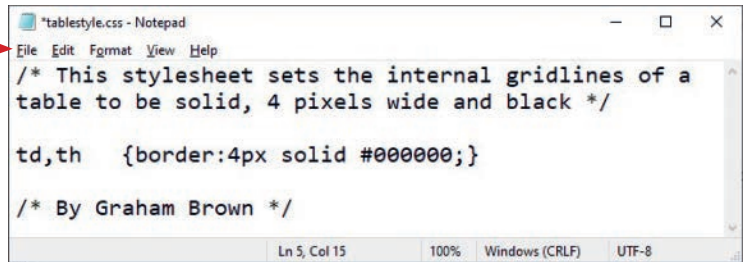 *tablestyle.css - Notepad
File Edit Format View Help
/* This stylesheet sets the internal gridlines of a
table to be solid, 4 pixels wide and black */
td,th   {border:4px solid #000000;}
/* By Graham Brown */
Ln 5, Col 15 100% Windows (CRLF) UTF-8